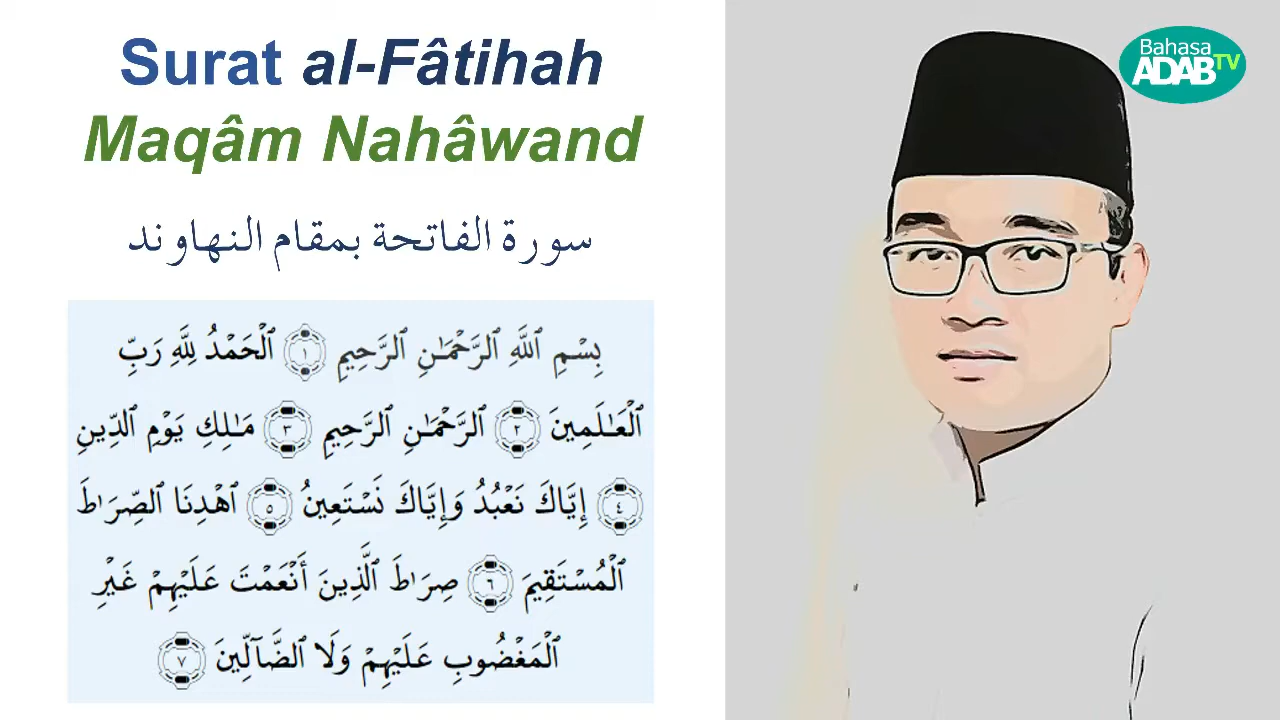 Surat al-Fâtihah
Maqâm Nahâwand
سورة الفاتحة بمقام النهاوند
بِسْمِ ٱللَّهِ ٱلرَّحْمَـٰنِ ٱلرَّحِيمِ ١ ٱلْحَمْدُ لِلَّهِ رَبِّ
ٱلْعَـٰلَمِينَ ٢ ٱلرَّحْمَـٰنِ ٱلرَّحِيمِ ٣ مَـٰلِكِ يَوْمِ ٱلدِّينِ
٤ إِيَّاكَ نَعْبُدُ وَإِيَّاكَ نَسْتَعِينُ ٥ ٱهْدِنَا ٱلصِّرَٰطَ
ٱلْمُسْتَقِيمَ ٦ صِرَٰطَ ٱلَّذِينَ أَنْعَمْتَ عَلَيْهِمْ غَيْرِ
ٱلْمَغْضُوبِ عَلَيْهِمْ وَلَا ٱلضَّآلِّينَ ٧
Bahasa
ADAB TV